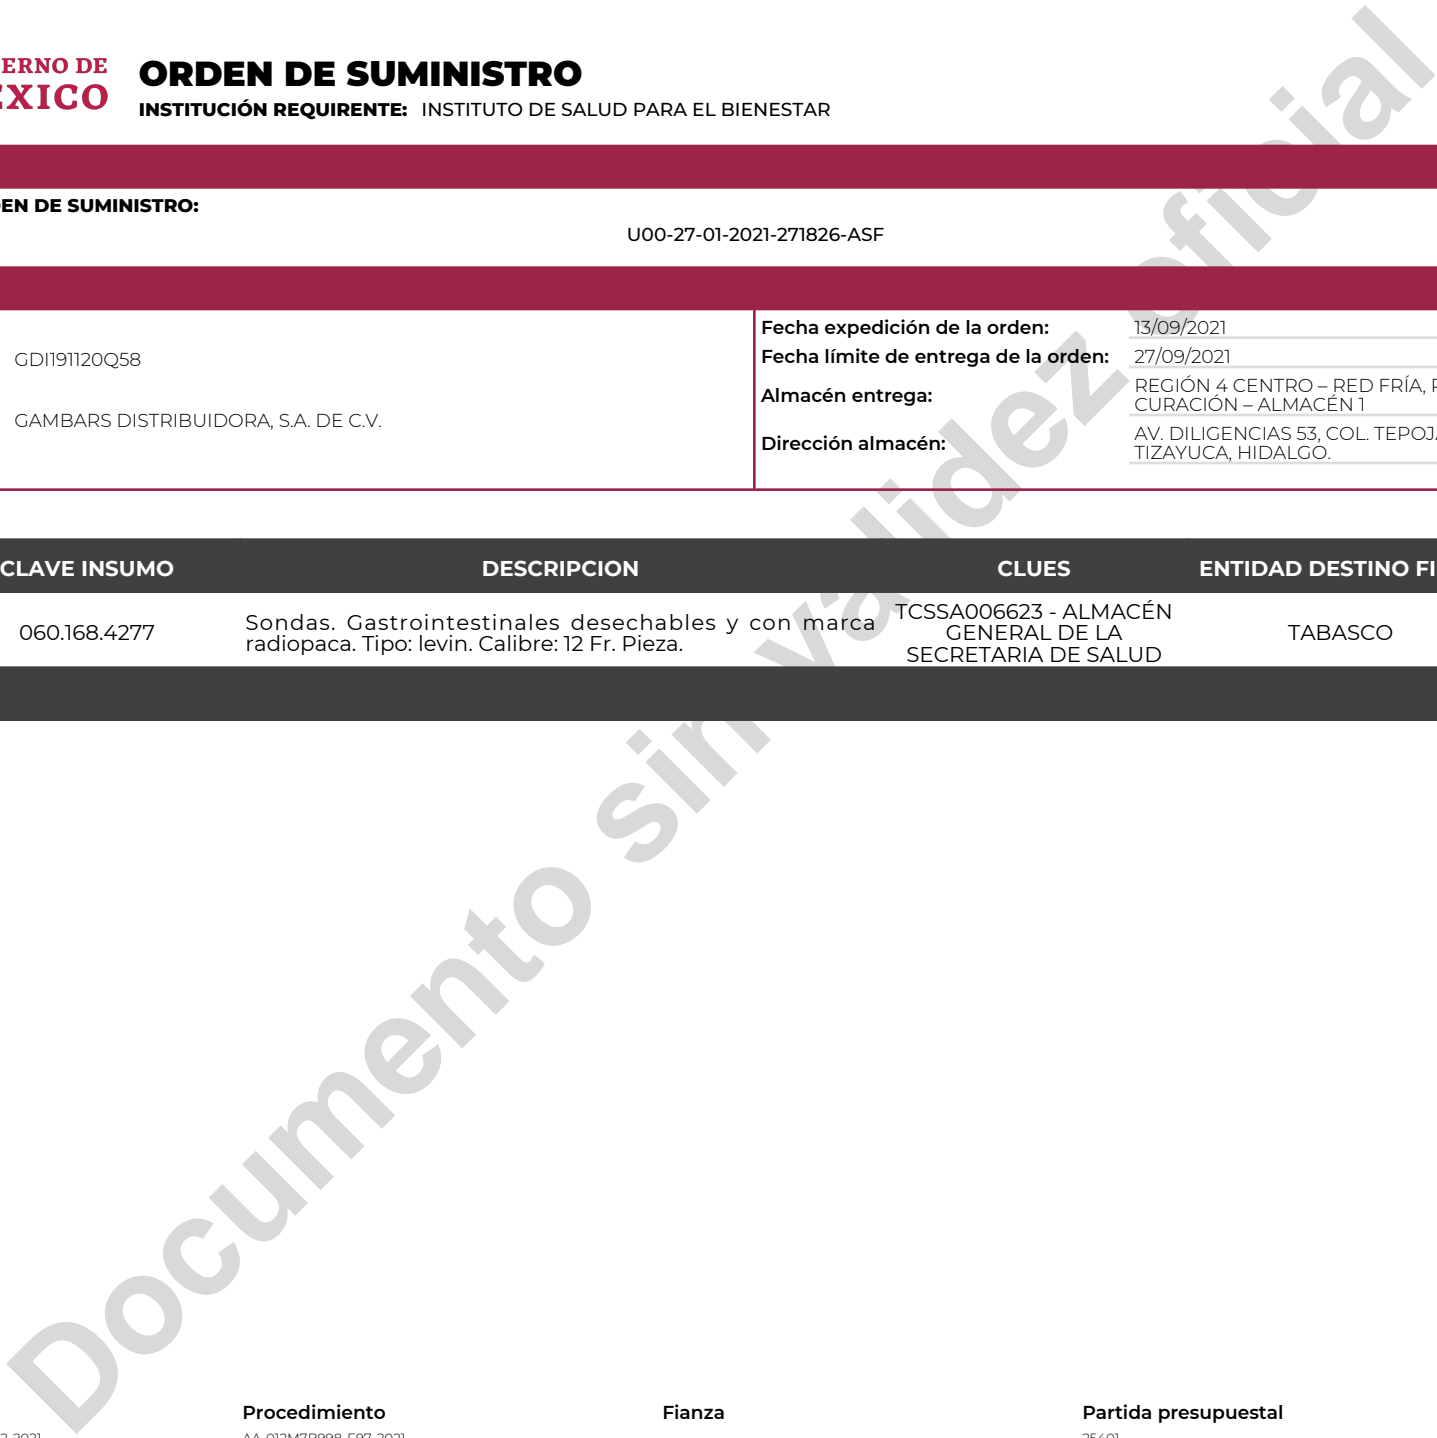 ERNO DE
EXICO
ORDEN DE SUMINISTRO
INSTITUCIÓN REQUIRENTE: INSTITUTO DE SALUD PARA EL BIENESTAR
EN DE SUMINISTRO:
U00-27-01-2021-271826-ASF
GDI191120Q58
GAMBARS DISTRIBUIDORA, S.A. DE C.V.
Fecha expedición de la orden: 13/09/2021
Fecha límite de entrega de la orden: 27/09/2021
Almacén entrega:
REGIÓN 4 CENTRO – RED FRÍA,
CURACIÓN – ALMACÉN 1
Dirección almacén:
AV. DILIGENCIAS 53, COL. TEPOJA
TIZAYUCA, HIDALGO.
CLAVE INSUMO DESCRIPCION CLUES ENTIDAD DESTINO FI
060.168.4277
Sondas. Gastrointestinales desechables y con marca
radiopaca. Tipo: levin. Calibre: 12 Fr. Pieza.
TCSSA006623 - ALMACÉN
GENERAL DE LA
SECRETARIA DE SALUD
TABASCO
Documento sin validez oficial
Procedimiento Fianza Partida presupuestal